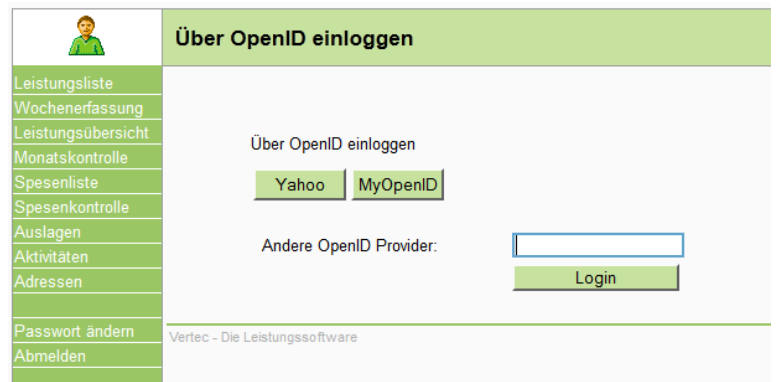 Über OpenID einloggen
Leistungsliste
Wochenerfassung
Leistungsübersicht
Monatskontrolle
Spesenliste
Spesenkontrolle
Auslagen
Aktivitäten
Adressen
Passwort ändern
Abmelden
Über OpenID einloggen
Yahoo MyOpenID
Andere OpenID Provider:
Login
Vertec - Die Leistungssoftware